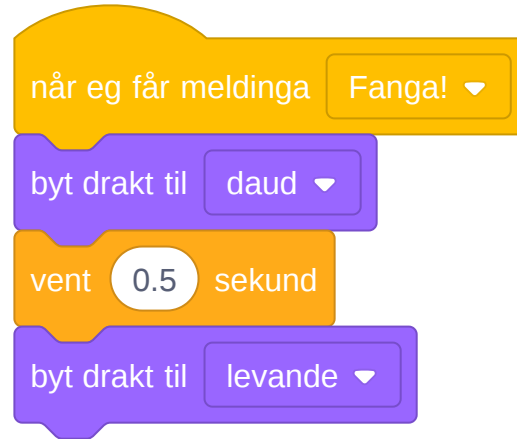 når eg får meldinga Fanga!
byt drakt til daud
vent 0.5 sekund
byt drakt til levande